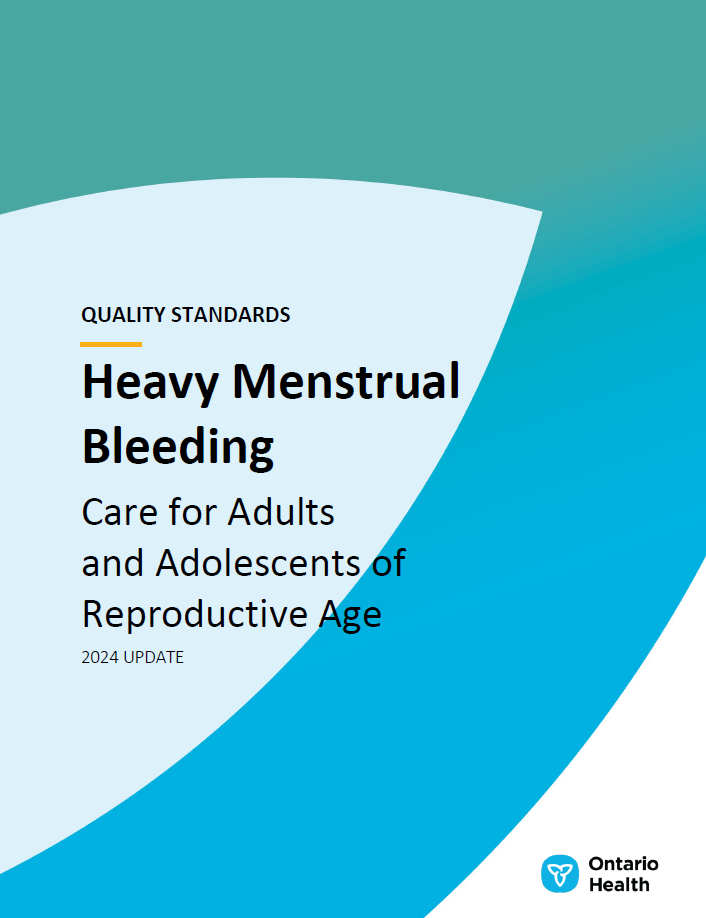 QUALITY STANDARDS
Heavy Menstrual
Bleeding
Care for Adults
and Adolescents of
Reproductive Age
2024 UPDATE
Ontario
Health